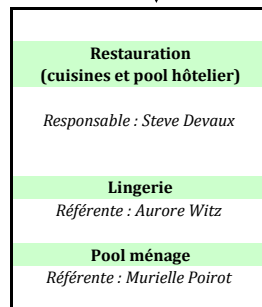 Restauration
(cuisines et pool hôtelier)
Responsable : Steve Devaux
Lingerie
Référente : Aurore Witz
Pool ménage
Référente : Murielle Poirot